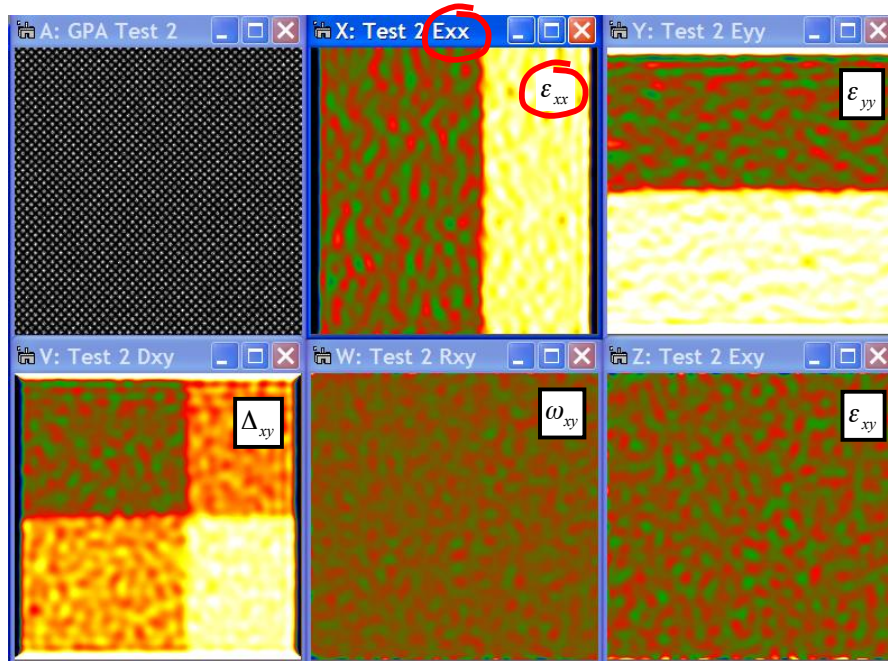 A: GPA Test 2
X: Test 2 Exx
Y: Test 2 Eyy
εxx
εyy
V: Test 2 Dxy
W: Test 2 Rxy
Z: Test 2 Exy
Δxy
ωxy
εxy